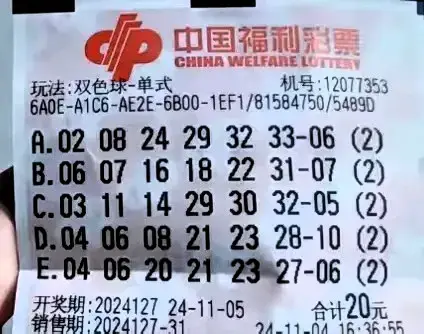 中国福利彩票
CHINA WELFARE LOTTERY
玩法:双色球-单式 机号:12077353
6A0E-A1C6-AE2E-6B00-1EF1/81584750/5489D
A.02 08 24 29 32 33-06 (2)
B.06 07 16 18 22 31-07 (2)
C.03 11 14 29 30 32-05 (2)
D.04 06 08 21 23 28-10 (2)
E.04 06 20 21 23 27-06 (2)
开奖期:2024127 24-11-05 合计20元
销售期:2024127-31 24-11-04 16:36:55